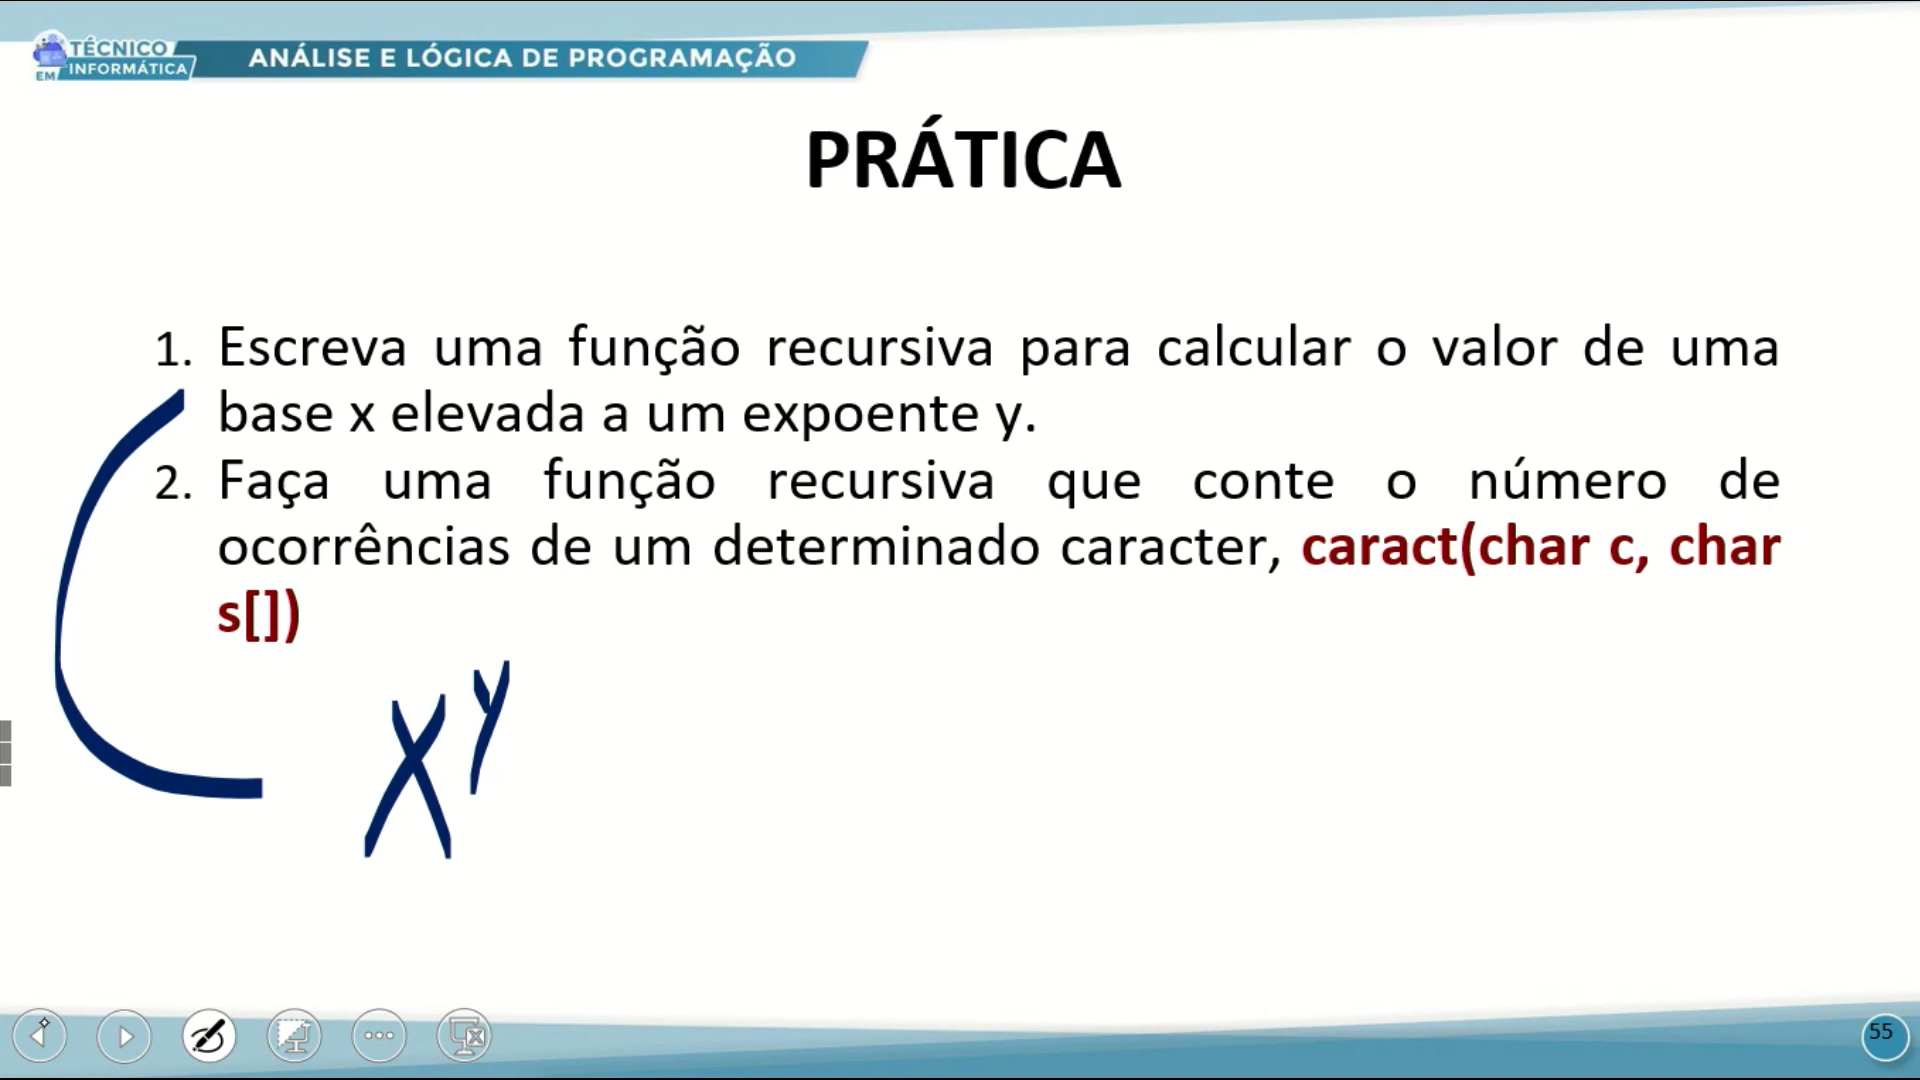 TÉCNICO
EM INFORMÁTICA
ANÁLISE E LÓGICA DE PROGRAMAÇÃO
PRÁTICA
1. Escreva uma função recursiva para calcular o valor de uma
base x elevada a um expoente y.
2. Faça uma função recursiva que conte o número de
ocorrências de um determinado caracter, caract(char c, char
s[])
X^y
55